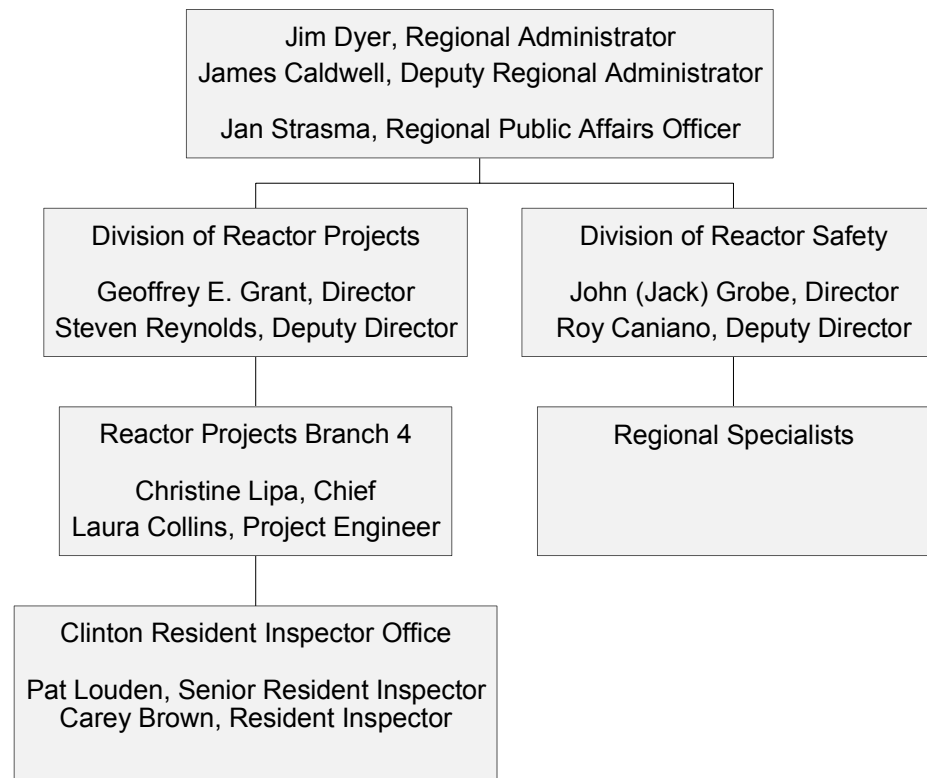 Jim Dyer, Regional Administrator
James Caldwell, Deputy Regional Administrator
Jan Strasma, Regional Public Affairs Officer
Division of Reactor Projects
Geoffrey E. Grant, Director
Steven Reynolds, Deputy Director
Division of Reactor Safety
John (Jack) Grobe, Director
Roy Caniano, Deputy Director
Reactor Projects Branch 4
Christine Lipa, Chief
Laura Collins, Project Engineer
Regional Specialists
Clinton Resident Inspector Office
Pat Louden, Senior Resident Inspector
Carey Brown, Resident Inspector